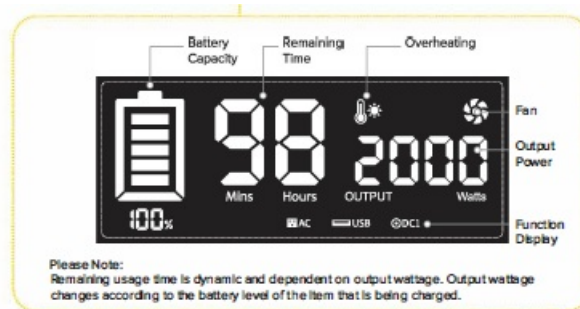 Battery Capacity
Remaining Time
Overheating
Fan
98
2000
Output Power
Mins Hours OUTPUT Watts
100%
AC USB DC1
Function Display
Please Note:
Remaining usage time is dynamic and dependent on output wattage. Output wattage
changes according to the battery level of the item that is being charged.